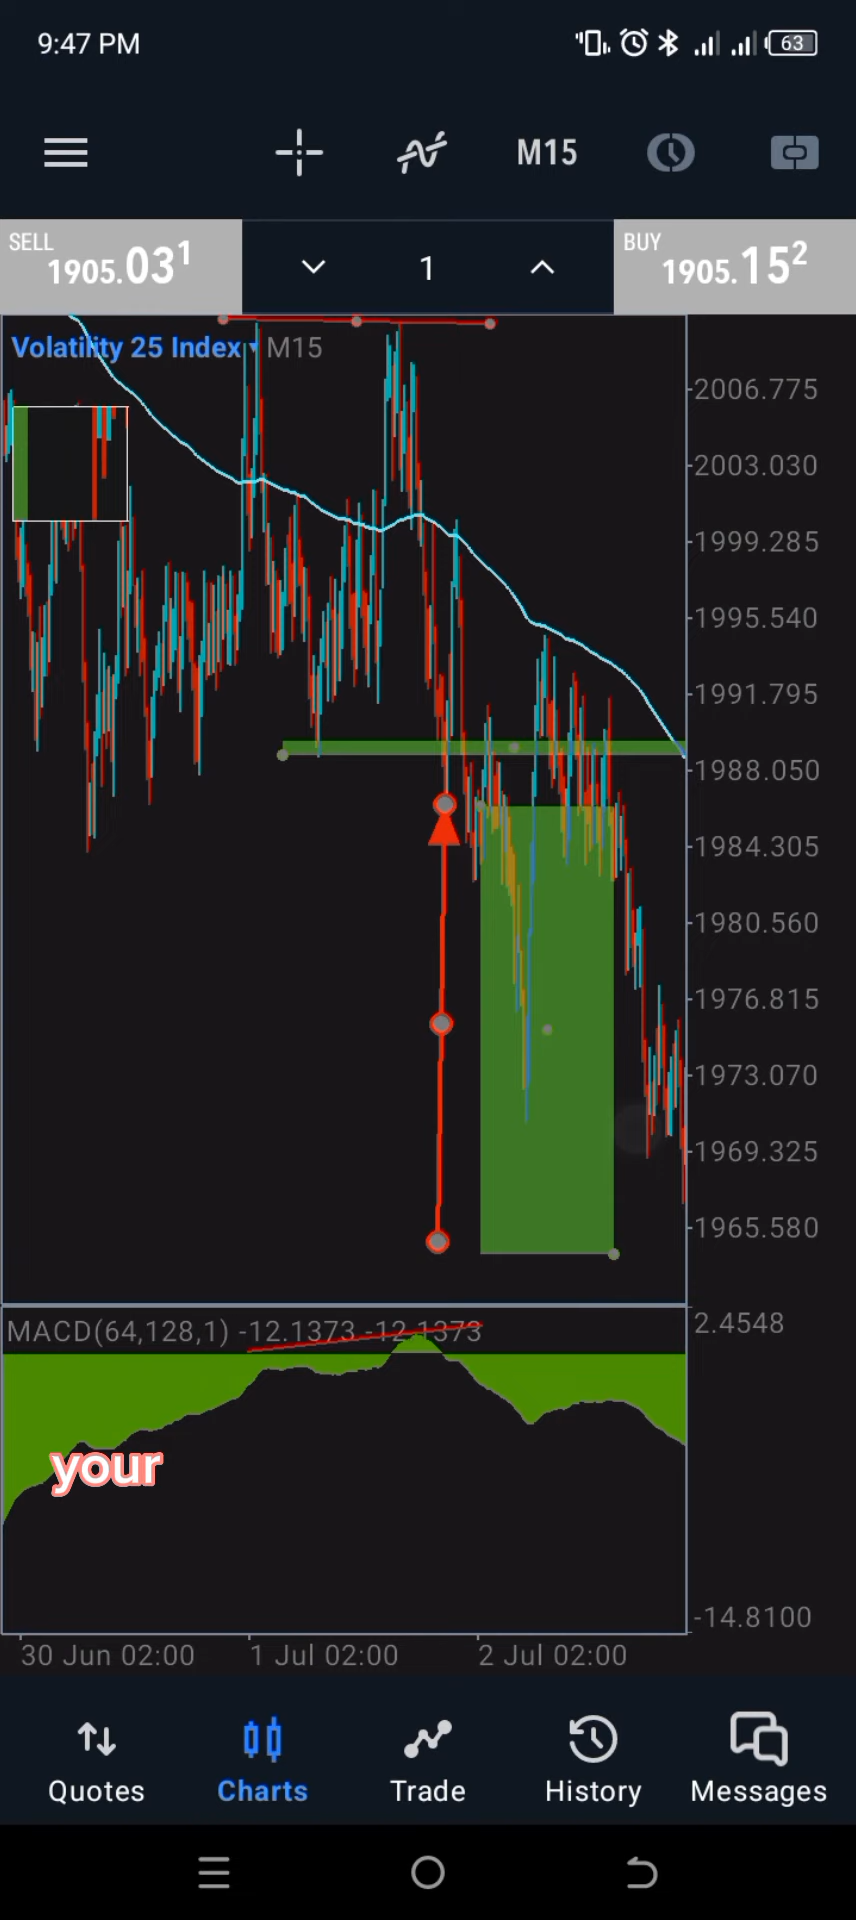 9:47 PM
63
M15
SELL
1905.031
1
BUY
1905.152
Volatility 25 Index M15
2006.775
2003.030
1999.285
1995.540
1991.795
1988.050
1984.305
1980.560
1976.815
1973.070
1969.325
1965.580
MACD(64,128,1) -12.1373 -12.1373
2.4548
your
-14.8100
30 Jun 02:00
1 Jul 02:00
2 Jul 02:00
Quotes
Charts
Trade
History
Messages